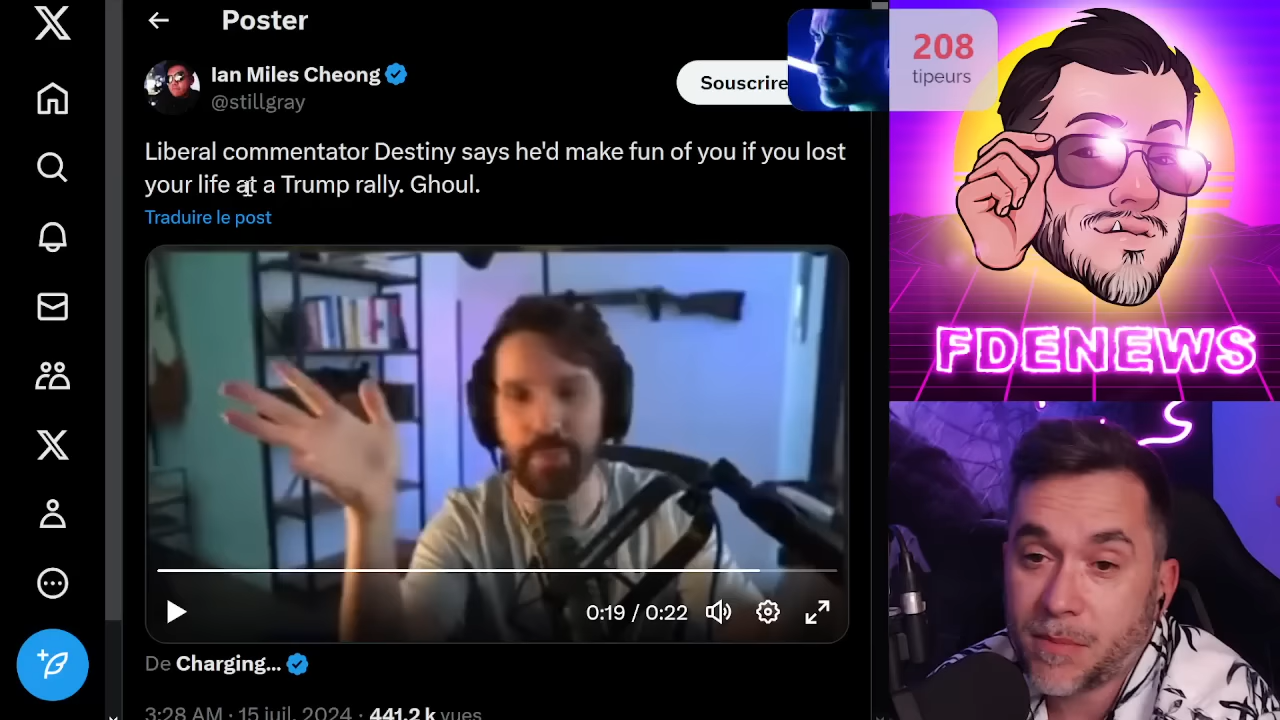 Poster
Ian Miles Cheong
@stillgray
Souscrire
208
tipeurs
Liberal commentator Destiny says he'd make fun of you if you lost
your life at a Trump rally. Ghoul.
Traduire le post
0:19 / 0:22
De Charging...
3:28 AM · 15 juil. 2024 · 441,2 k vues
FDENEWS